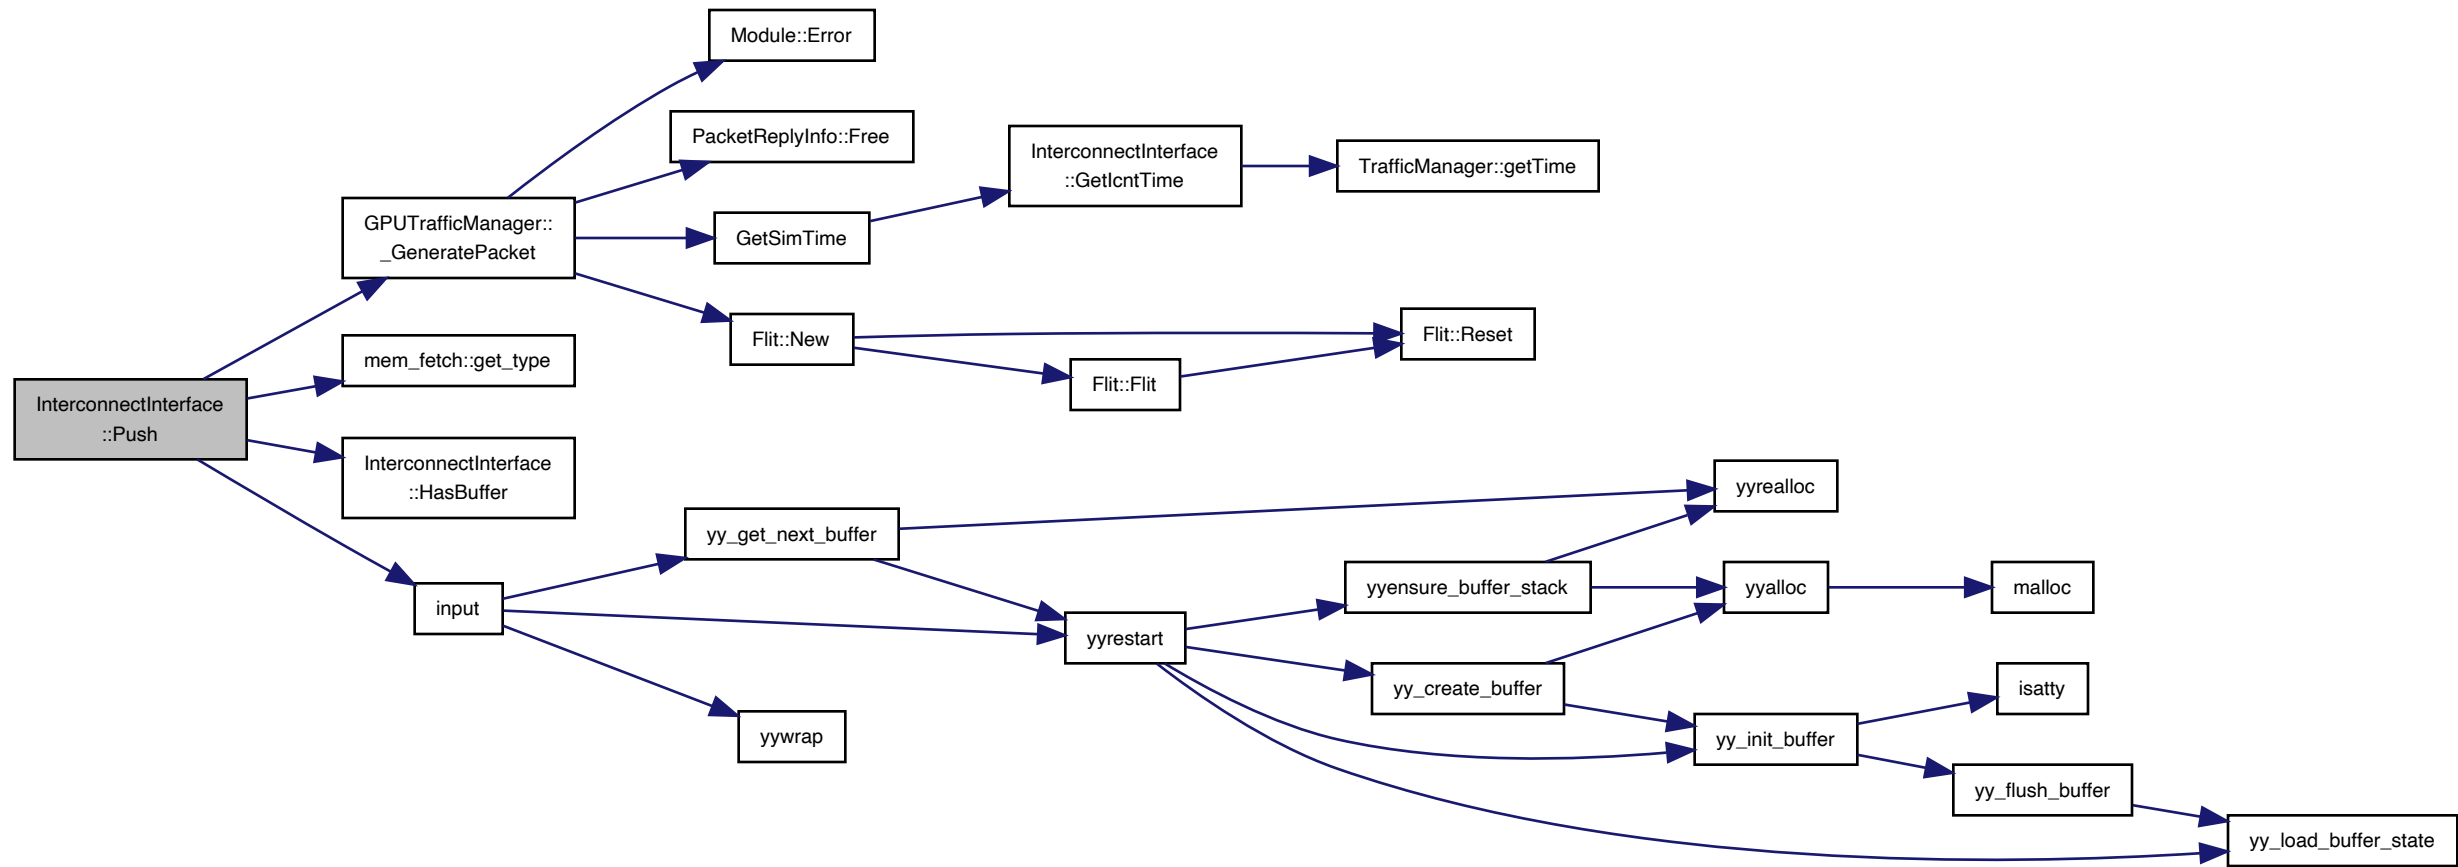 Module::Error
PacketReplyInfo::Free
InterconnectInterface
::GetIcntTime
TrafficManager::getTime
GPUTrafficManager::
_GeneratePacket
GetSimTime
Flit::New
Flit::Reset
mem_fetch::get_type
Flit::Flit
InterconnectInterface
::Push
InterconnectInterface
::HasBuffer
yyrealloc
yy_get_next_buffer
yyensure_buffer_stack
yyalloc
malloc
input
yyrestart
yy_create_buffer
isatty
yywrap
yy_init_buffer
yy_flush_buffer
yy_load_buffer_state